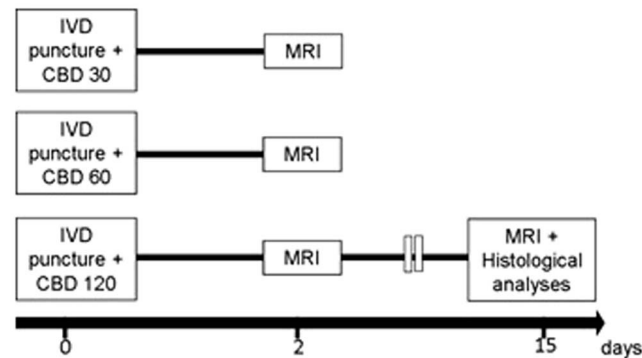 IVD
puncture +
CBD 30
MRI
IVD
puncture +
CBD 60
MRI
IVD
puncture +
CBD 120
MRI
MRI +
Histological
analyses
0
2
15
days